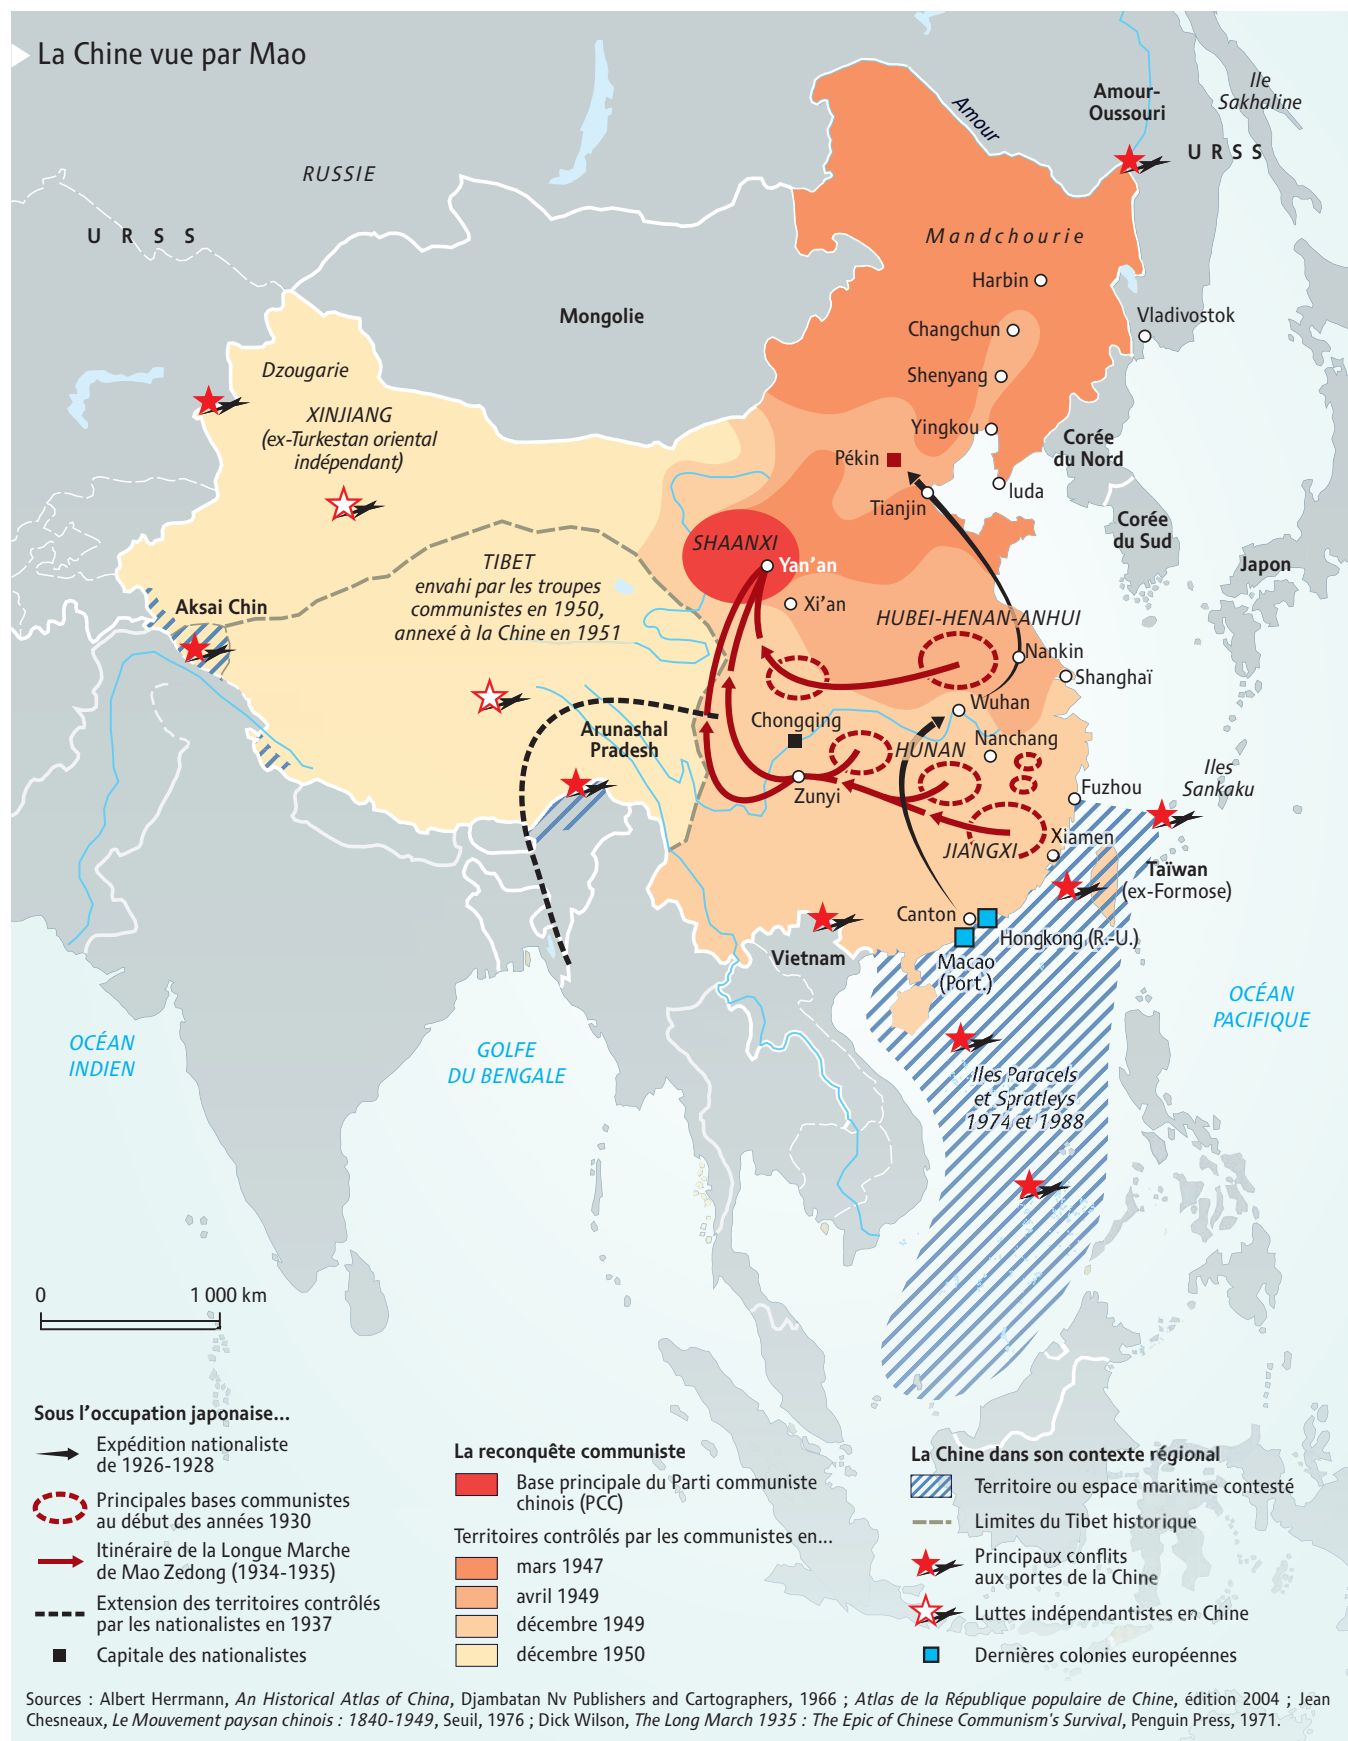 La Chine vue par Mao
Ile
Sakhaline
Amour-
Oussouri
Amour
URSS
RUSSIE
URSS
Mandchourie
Harbin
Mongolie
Vladivostok
Changchun
Dzougarie
Shenyang
XINJIANG
(ex-Turkestan oriental
indépendant)
Yingkou
Corée
du Nord
Pékin
Iuda
Tianjin
Corée
du Sud
SHAANXI
TIBET
envahi par les troupes
communistes en 1950,
annexé à la Chine en 1951
Yan'an
Japon
Aksai Chin
Xi'an
HUBEI-HENAN-ANHUI
Nankin
Shanghaï
Wuhan
Chongqing
Arunashal
Pradesh
HUNAN
Nanchang
Iles
Sankaku
Zunyi
Fuzhou
Xiamen
JIANGXI
Taïwan
(ex-Formose)
Canton
Hongkong (R.-U.)
Vietnam
Macao
(Port.)
OCÉAN
PACIFIQUE
OCÉAN
INDIEN
GOLFE
DU BENGALE
Iles Paracels
et Spratleys
1974 et 1988
0 1 000 km
Sous l'occupation japonaise...
Expédition nationaliste
de 1926-1928
Principales bases communistes
au début des années 1930
Itinéraire de la Longue Marche
de Mao Zedong (1934-1935)
Extension des territoires contrôlés
par les nationalistes en 1937
Capitale des nationalistes
La reconquête communiste
Base principale du Parti communiste
chinois (PCC)
Territoires contrôlés par les communistes en...
mars 1947
avril 1949
décembre 1949
décembre 1950
La Chine dans son contexte régional
Territoire ou espace maritime contesté
Limites du Tibet historique
Principaux conflits
aux portes de la Chine
Luttes indépendantistes en Chine
Dernières colonies européennes
Sources : Albert Herrmann, An Historical Atlas of China, Djambatan Nv Publishers and Cartographers, 1966 ; Atlas de la République populaire de Chine, édition 2004 ; Jean
Chesneaux, Le Mouvement paysan chinois : 1840-1949, Seuil, 1976 ; Dick Wilson, The Long March 1935 : The Epic of Chinese Communism's Survival, Penguin Press, 1971.